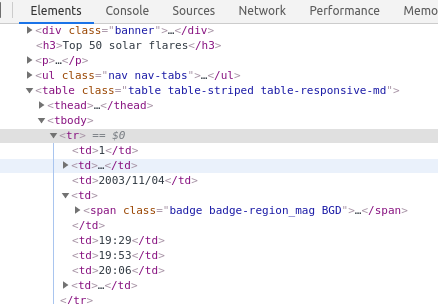 Elements Console Sources Network Performance Memo
<div class="banner">…</div>
<h3>Top 50 solar flares</h3>
<p>…</p>
<ul class="nav nav-tabs">…</ul>
<table class="table table-striped table-responsive-md">
<thead>…</thead>
<tbody>
<tr> == $0
<td>1</td>
<td>…</td>
<td>2003/11/04</td>
<td>
<span class="badge badge-region_mag BGD">…</span>
</td>
<td>19:29</td>
<td>19:53</td>
<td>20:06</td>
<td>…</td>
</tr>